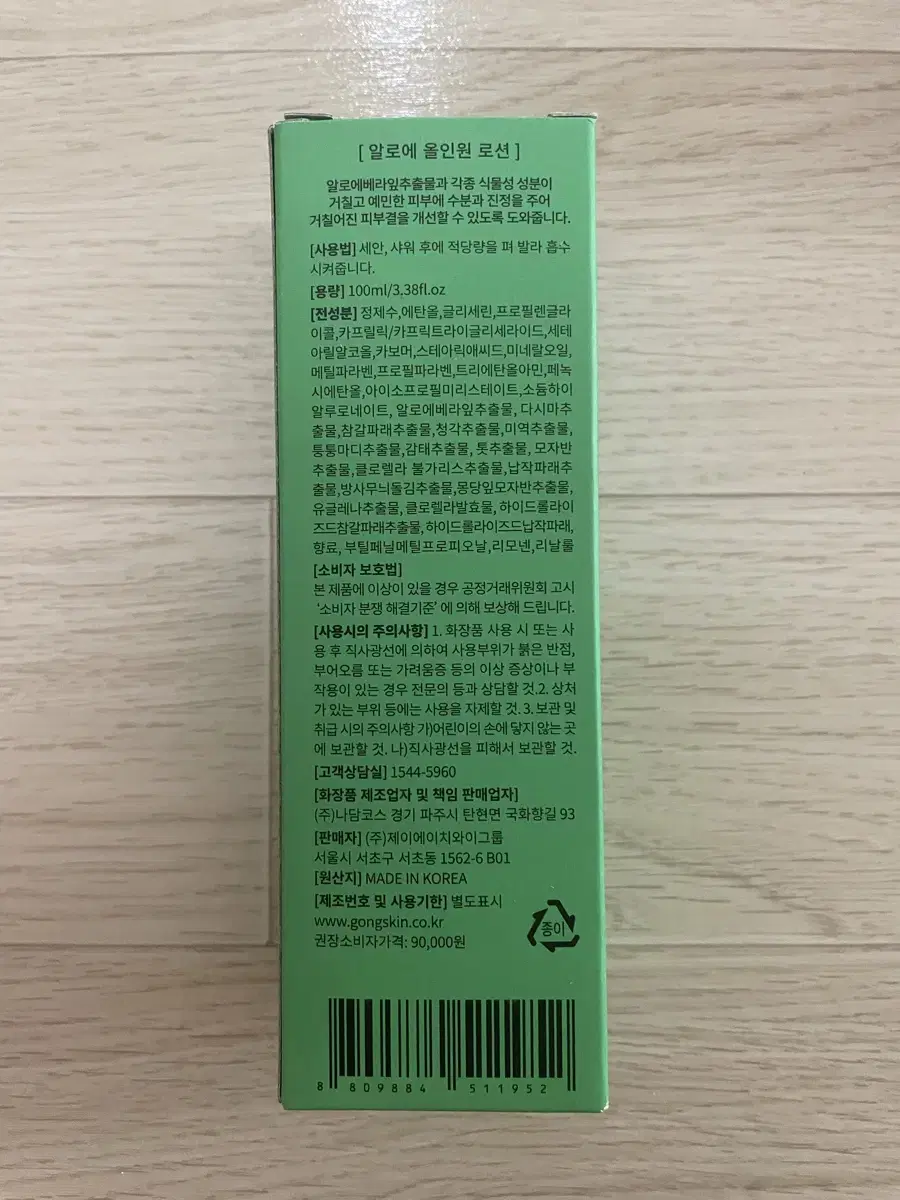 [ 알로에 올인원 로션 ]
알로에베라잎추출물과 각종 식물성 성분이
거칠고 예민한 피부에 수분과 진정을 주어
거칠어진 피부결을 개선할 수 있도록 도와줍니다.
[사용법] 세안, 샤워 후에 적당량을 펴 발라 흡수
시켜줍니다.
[용량] 100ml/3.38fl.oz
[전성분] 정제수,에탄올,글리세린,프로필렌글라
이콜,카프릴릭/카프릭트라이글리세라이드,세테
아릴알코올,카보머,스테아릭애씨드,미네랄오일,
메틸파라벤,프로필파라벤,트리에탄올아민,페녹
시에탄올,아이소프로필미리스테이트,소듐하이
알루로네이트, 알로에베라잎추출물, 다시마추
출물,참갈파래추출물,청각추출물,미역추출물,
퉁퉁마디추출물,감태추출물, 톳추출물, 모자반
추출물,클로렐라 불가리스추출물,납작파래추
출물,방사무늬돌김추출물,몽당잎모자반추출물,
유글레나추출물, 클로렐라발효물, 하이드롤라이
즈드참갈파래추출물, 하이드롤라이즈드납작파래,
향료, 부틸페닐메틸프로피오날,리모넨,리날룰
[소비자 보호법]
본 제품에 이상이 있을 경우 공정거래위원회 고시
‘소비자 분쟁 해결기준’ 에 의해 보상해 드립니다.
[사용시의 주의사항] 1. 화장품 사용 시 또는 사
용 후 직사광선에 의하여 사용부위가 붉은 반점,
부어오름 또는 가려움증 등의 이상 증상이나 부
작용이 있는 경우 전문의 등과 상담할 것.2. 상처
가 있는 부위 등에는 사용을 자제할 것. 3. 보관 및
취급 시의 주의사항 가)어린이의 손에 닿지 않는 곳
에 보관할 것. 나)직사광선을 피해서 보관할 것.
[고객상담실] 1544-5960
[화장품 제조업자 및 책임 판매업자]
(주)나담코스 경기 파주시 탄현면 국화향길 93
[판매자] (주)제이에이치와이그룹
서울시 서초구 서초동 1562-6 B01
[원산지] MADE IN KOREA
[제조번호 및 사용기한] 별도표시
www.gongskin.co.kr
권장소비자가격: 90,000원
종이
8 809884 511952